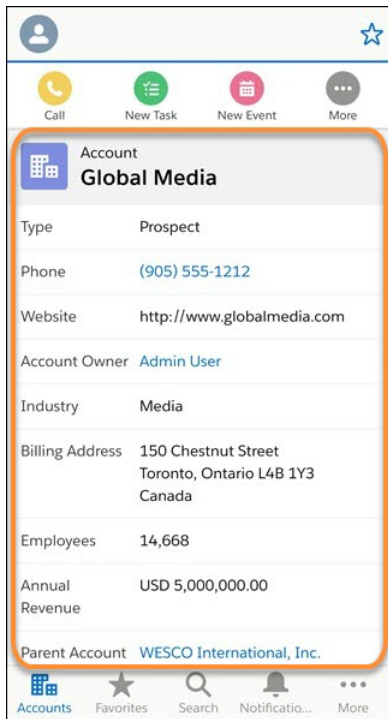 Call New Task New Event More
Account
Global Media
Type Prospect
Phone (905) 555-1212
Website http://www.globalmedia.com
Account Owner Admin User
Industry Media
Billing Address 150 Chestnut Street
Toronto, Ontario L4B 1Y3
Canada
Employees 14,668
Annual USD 5,000,000.00
Revenue
Parent Account WESCO International, Inc.
Accounts Favorites Search Notificatio... More